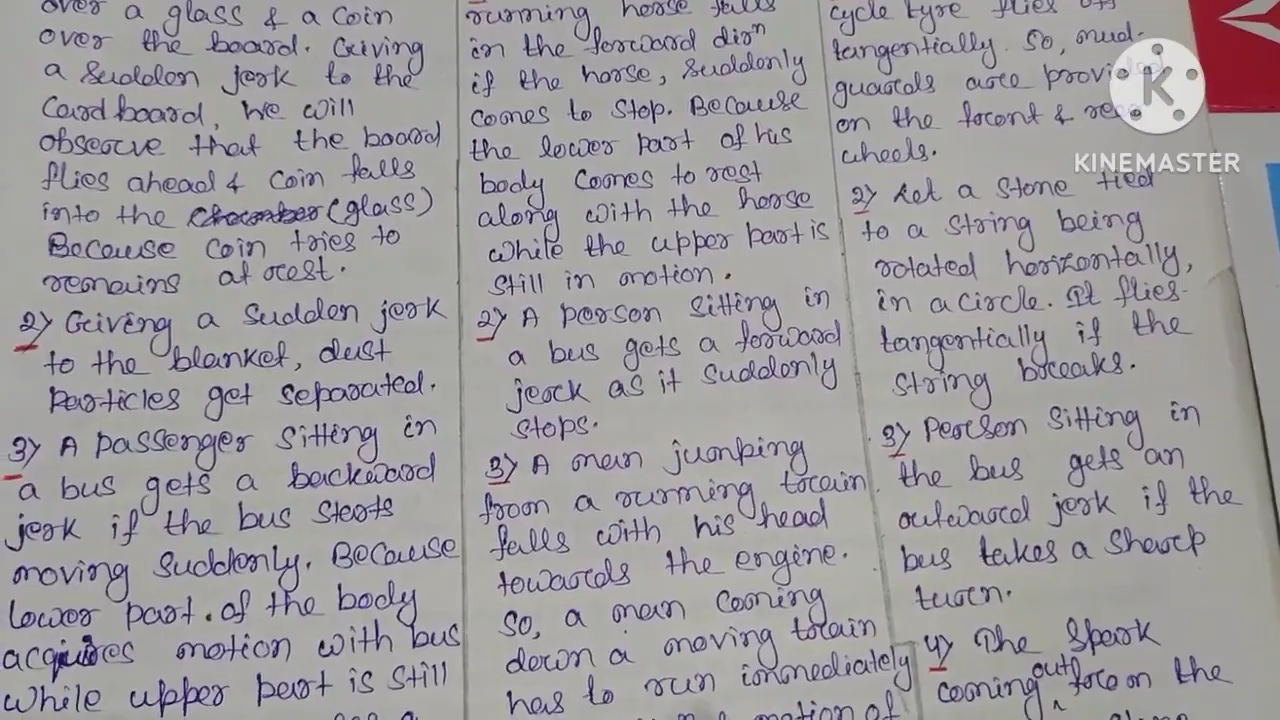 over a glass & a coin
over the board. Giving
a sudden jerk to the
cardboard, we will
observe that the board
flies ahead & coin falls
into the (glass)
Because coin tries to
remains at rest.
2) Giving a sudden jerk
to the blanket, dust
particles get separated.
3) A passenger sitting in
a bus gets a backward
jerk if the bus starts
moving suddenly. Because
lower part of the body
acquires motion with bus
while upper part is still
running horse falls
in the forward dirn
if the horse, suddenly
comes to stop. Because
the lower part of his
body comes to rest
along with the horse
while the upper part is
still in motion.
2) A person sitting in
a bus gets a forward
jerk as it suddenly
stops.
3) A man jumping
from a running train
falls with his head
towards the engine.
So, a man coming
down a moving train
has to run immediately
motion of
cycle tyre flies off
tangentially. So, mud-
guards are provided
on the front & rear
wheels.
2) Let a stone tied
to a string being
rotated horizontally,
in a circle. It flies
tangentially if the
string breaks.
3) Person sitting in
the bus gets an
outward jerk if the
bus takes a sharp
turn.
4) The spark
coming out from the
K
KINEMASTER